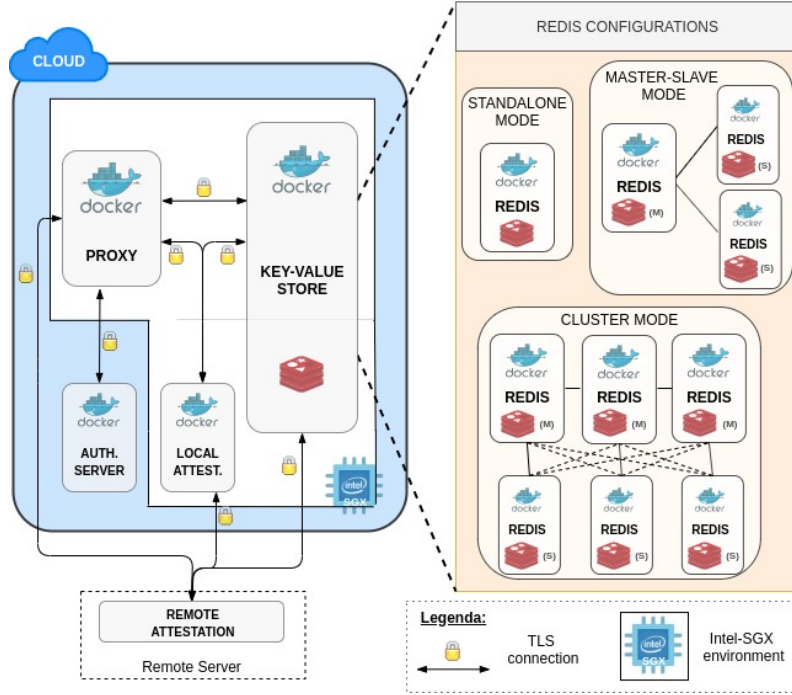 CLOUD
docker
PROXY
docker
KEY-VALUE
STORE
docker
AUTH.
SERVER
docker
LOCAL
ATTEST.
intel
SGX
REMOTE
ATTESTATION
Remote Server
REDIS CONFIGURATIONS
STANDALONE
MODE
docker
REDIS
MASTER-SLAVE
MODE
docker
REDIS
(M)
docker
REDIS
(S)
docker
REDIS
(S)
CLUSTER MODE
docker
REDIS
(M)
docker
REDIS
(M)
docker
REDIS
(M)
docker
REDIS
(S)
docker
REDIS
(S)
docker
REDIS
(S)
Legenda:
TLS
connection
intel
SGX
Intel-SGX
environment